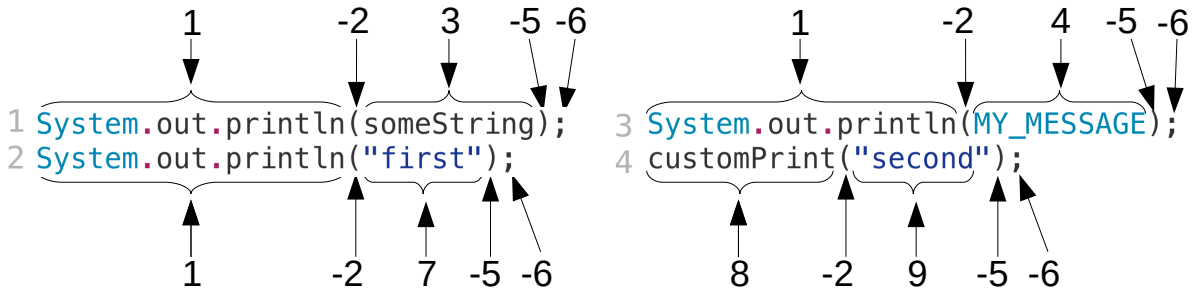 1 -2 3 -5 -6 1 -2 4 -5 -6
1 System.out.println(someString); 3 System.out.println(MY_MESSAGE);
2 System.out.println("first"); 4 customPrint("second");
1 -2 7 -5 -6 8 -2 9 -5 -6